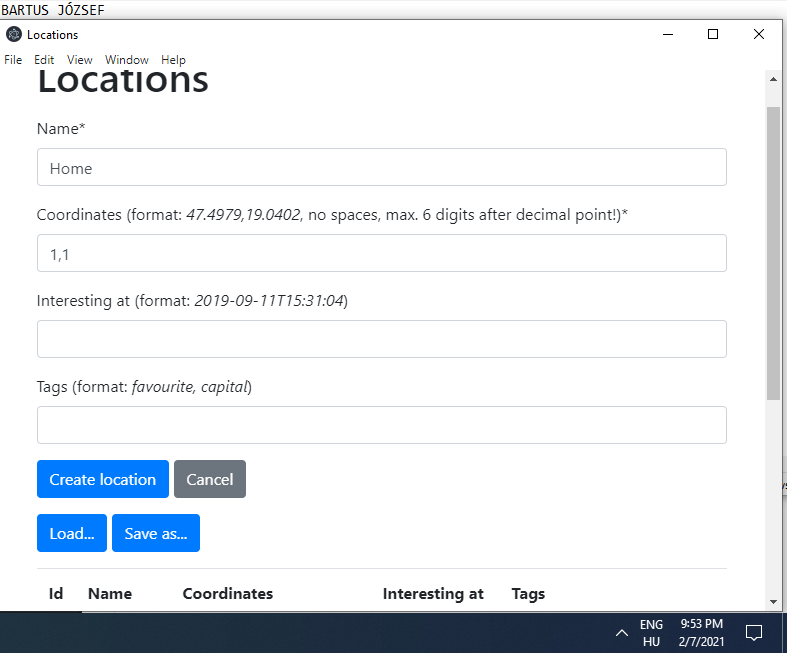 BARTUS JÓZSEF
Locations
File Edit View Window Help
Locations
Name*
Home
Coordinates (format: 47.4979,19.0402, no spaces, max. 6 digits after decimal point!)*
1,1
Interesting at (format: 2019-09-11T15:31:04)
Tags (format: favourite, capital)
Create location Cancel
Load... Save as...
Id Name Coordinates Interesting at Tags
ENG 9:53 PM
HU 2/7/2021